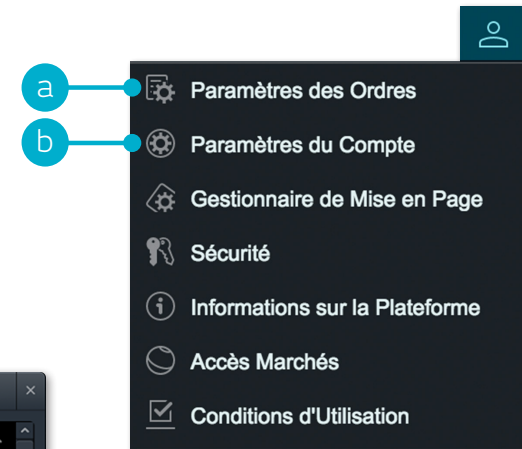 a Paramètres des Ordres
b Paramètres du Compte
Gestionnaire de Mise en Page
Sécurité
Informations sur la Plateforme
Accès Marchés
Conditions d'Utilisation